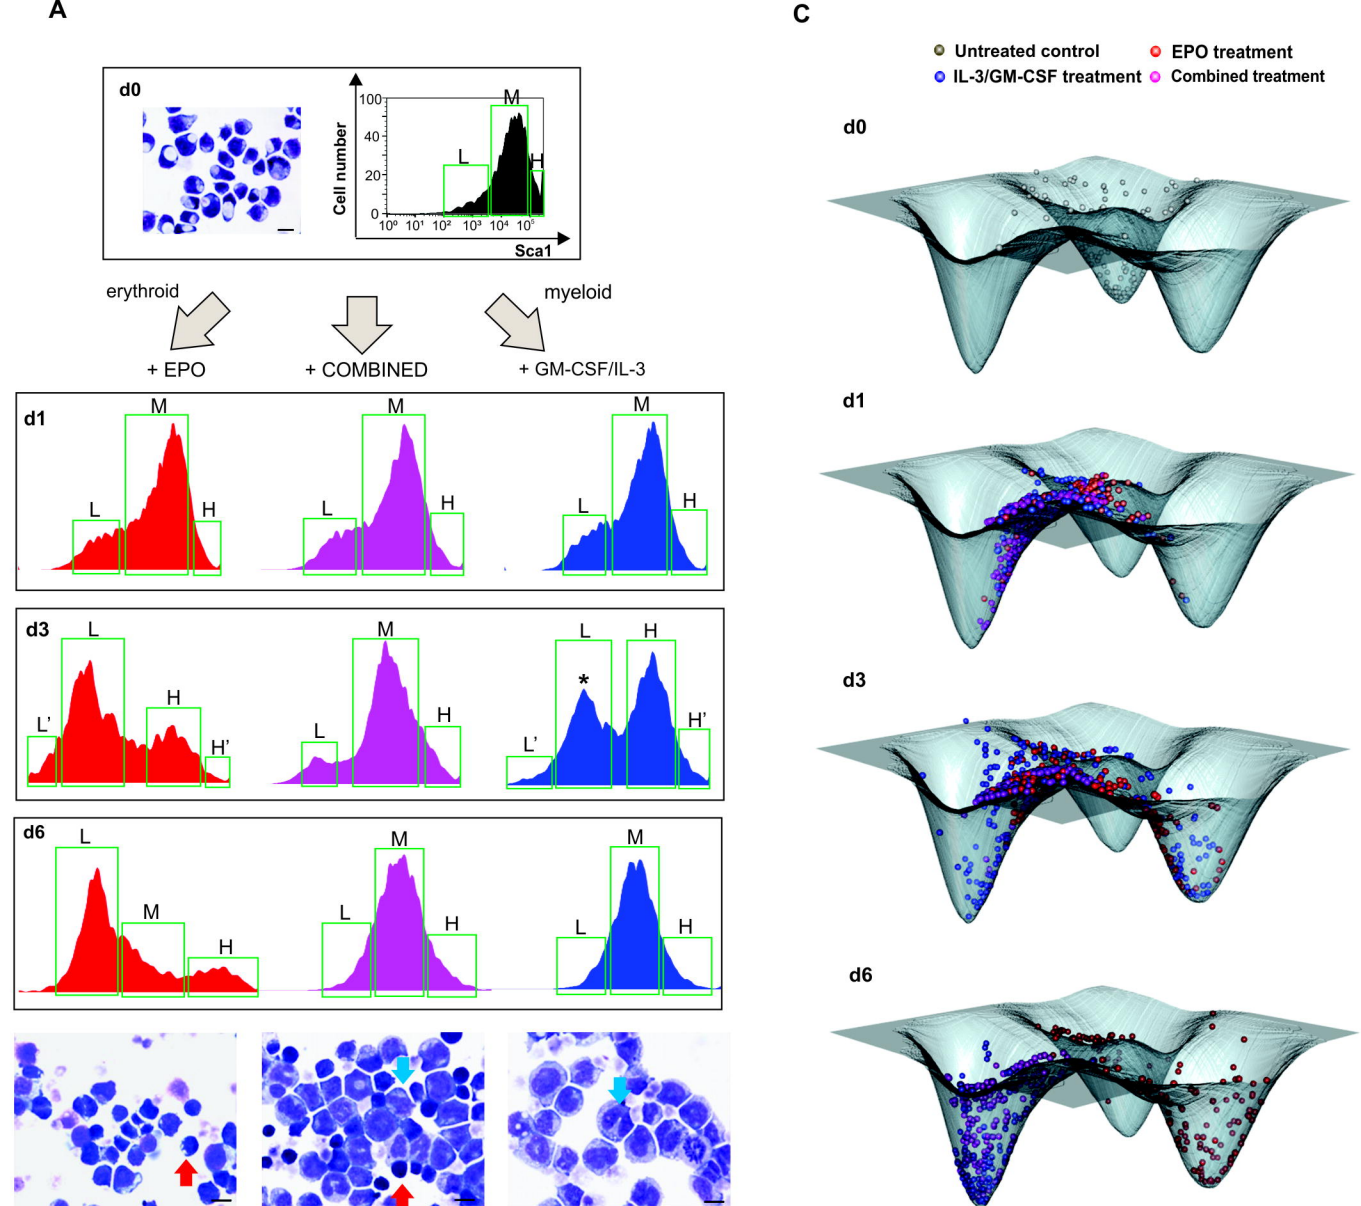 A
d0
M
L
H
100
40
20
0
Cell number
10⁰ 10¹ 10² 10³ 10⁴ 10⁵
Sca1
erythroid
myeloid
+ EPO
+ COMBINED
+ GM-CSF/IL-3
d1
M
L
H
M
L
H
M
L
H
d3
L
L'
H
H'
M
L
H
L
*
H
L'
H'
d6
L
M
H
M
L
H
M
L
H
C
Untreated control
EPO treatment
IL-3/GM-CSF treatment
Combined treatment
d0
d1
d3
d6